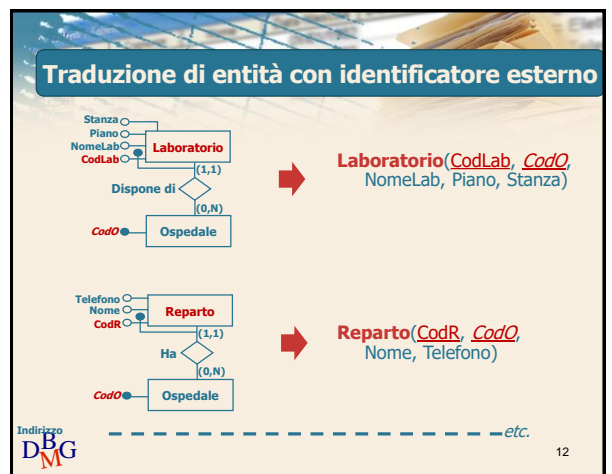 Traduzione di entità con identificatore esterno
Stanza
Piano
NomeLab
CodLab
Laboratorio
(1,1)
Dispone di
(0,N)
CodO
Ospedale
Laboratorio(CodLab, CodO,
NomeLab, Piano, Stanza)
Telefono
Nome
CodR
Reparto
(1,1)
Ha
(0,N)
CodO
Ospedale
Reparto(CodR, CodO,
Nome, Telefono)
Indirizzo
etc.
DBMG
12